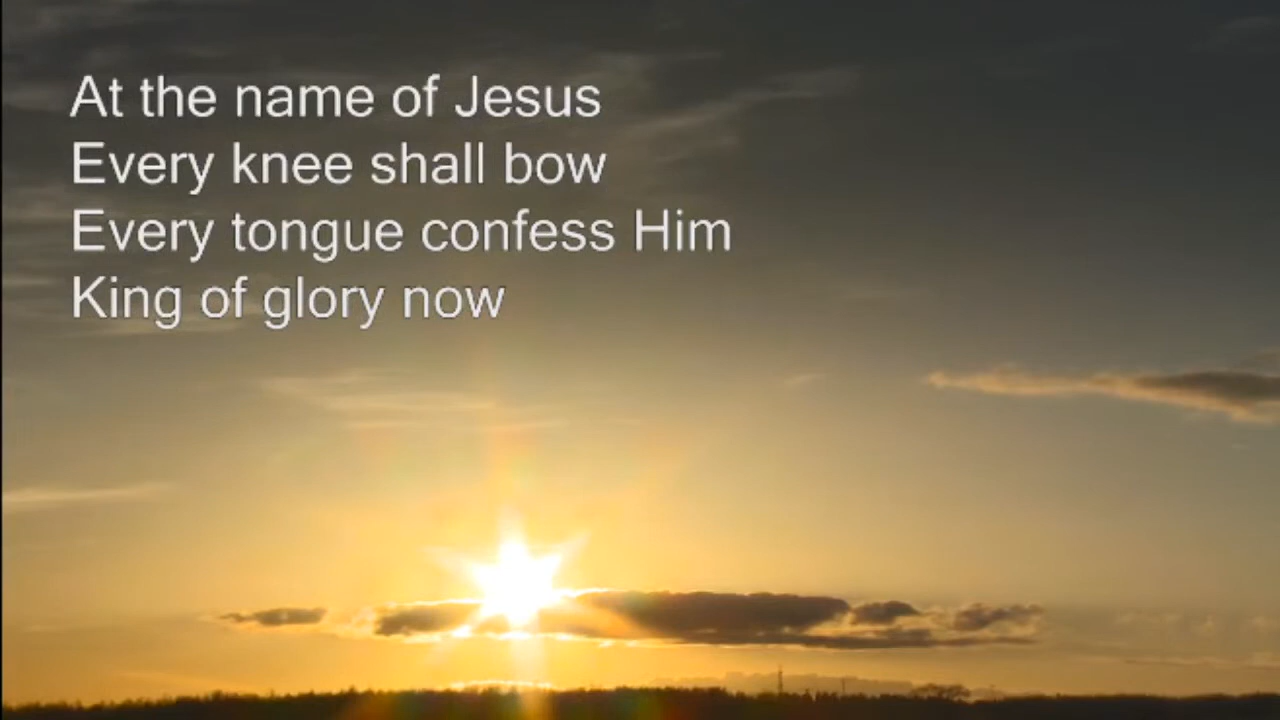 At the name of Jesus
Every knee shall bow
Every tongue confess Him
King of glory now